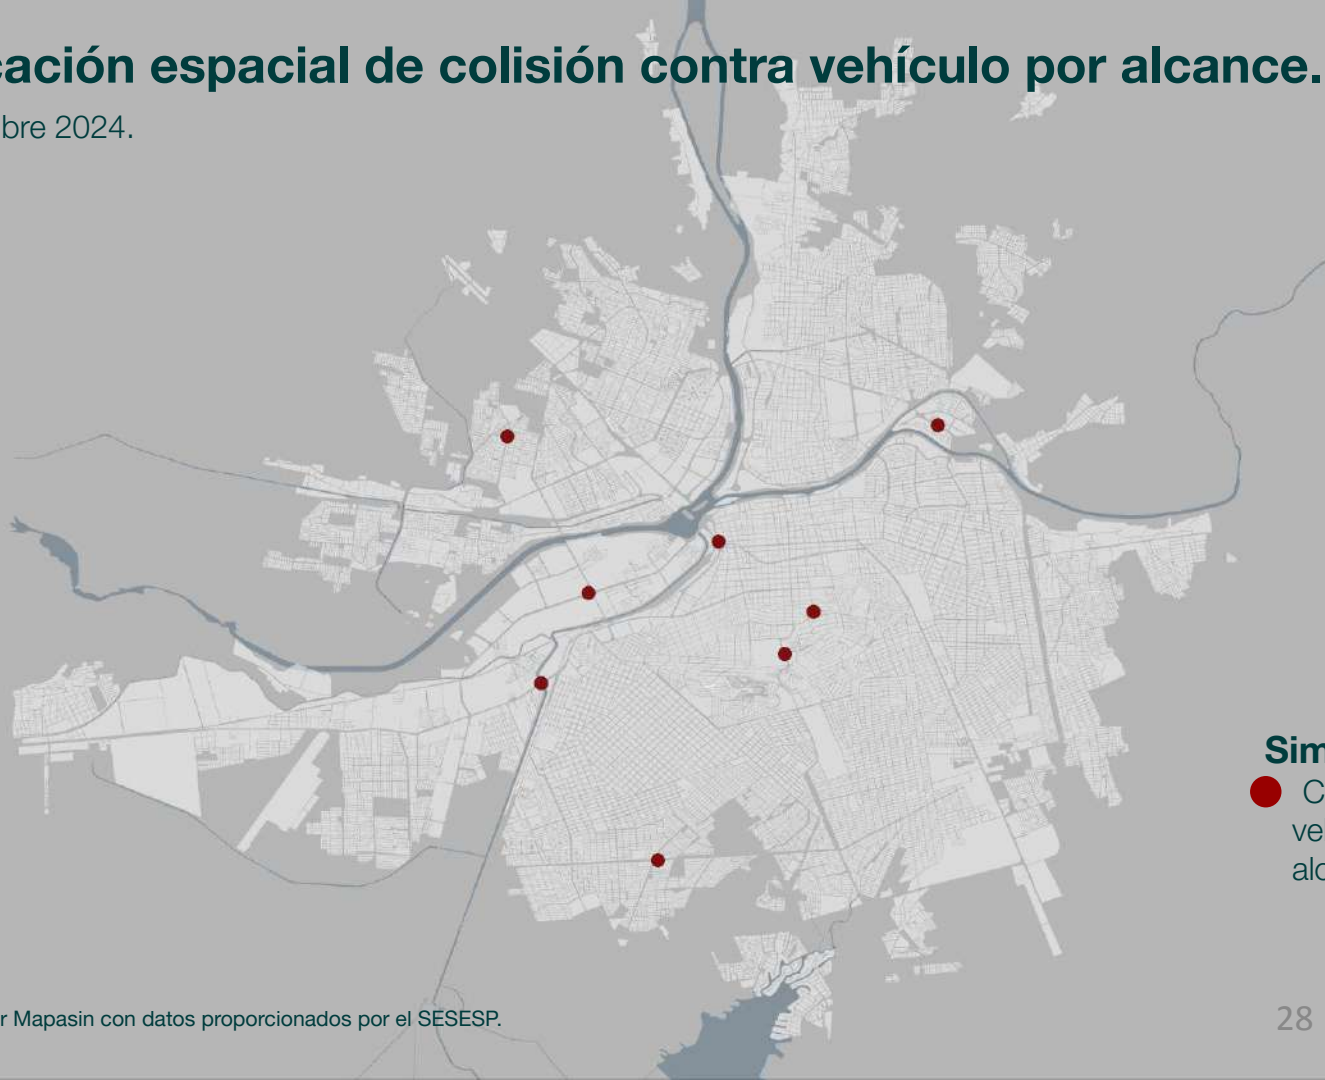 cación espacial de colisión contra vehículo por alcance.
bre 2024.
Sim
C
ve
alc
r Mapasin con datos proporcionados por el SESESP.
28